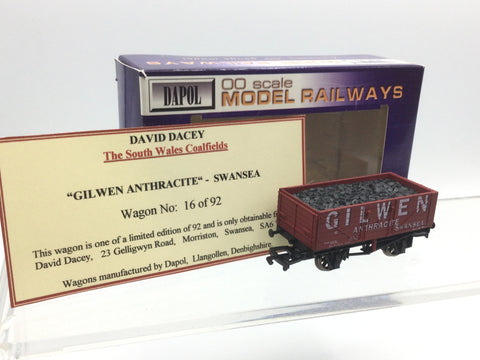 00 scale
DAPOL MODEL RAILWAYS
DAVID DACEY
The South Wales Coalfields
"GILWEN ANTHRACITE" - SWANSEA
Wagon No: 16 of 92
This wagon is one of a limited edition of 92 and is only obtainable
David Dacey, 23 Gelligwyn Road, Morriston, Swansea, SA6
Wagons manufactured by Dapol, Llangollen, Denbighshire
GILWEN
ANTHRACITE SWANSEA